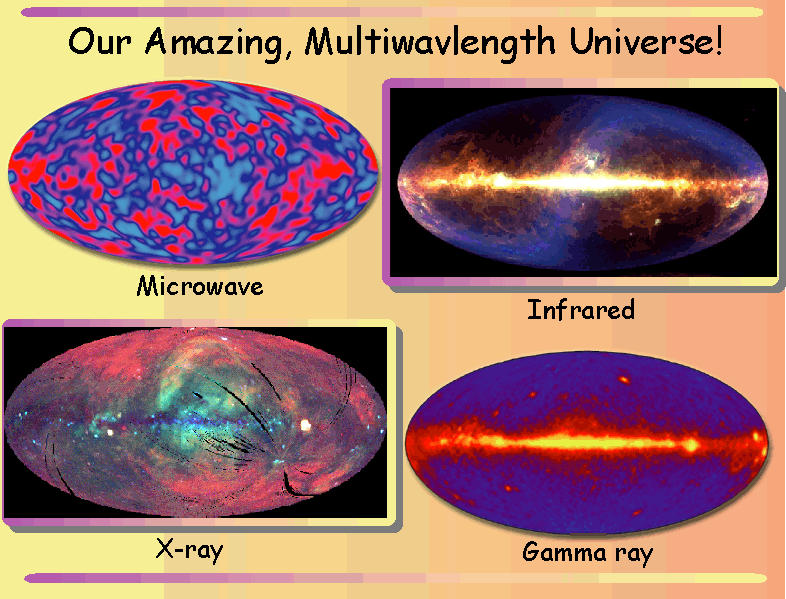 Our Amazing, Multiwavlength Universe!
Microwave
Infrared
X-ray
Gamma ray